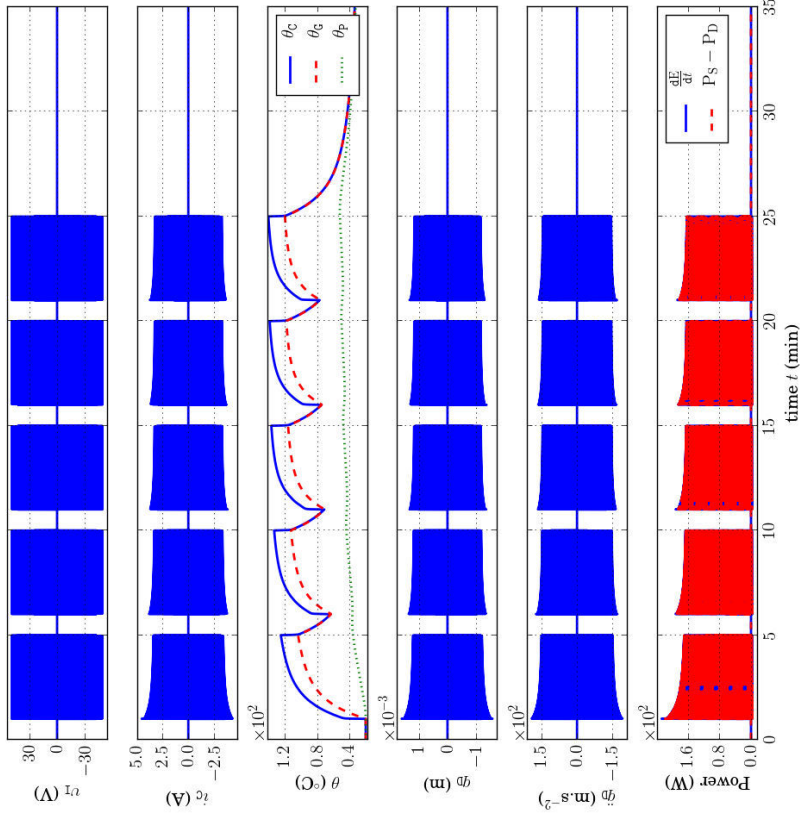 30
0
−30
υ_I (V)
5.0
2.5
0.0
−2.5
i_C (A)
×10²
1.2
0.8
0.4
θ (°C)
θ_C
θ_G
θ_P
×10⁻³
1
0
−1
q_D (m)
×10²
1.5
0.0
−1.5
q̈_D (m.s⁻²)
×10²
1.6
0.8
0.0
Power (W)
dE/dt
P_S − P_D
0 5 10 15 20 25 30 35
time t (min)